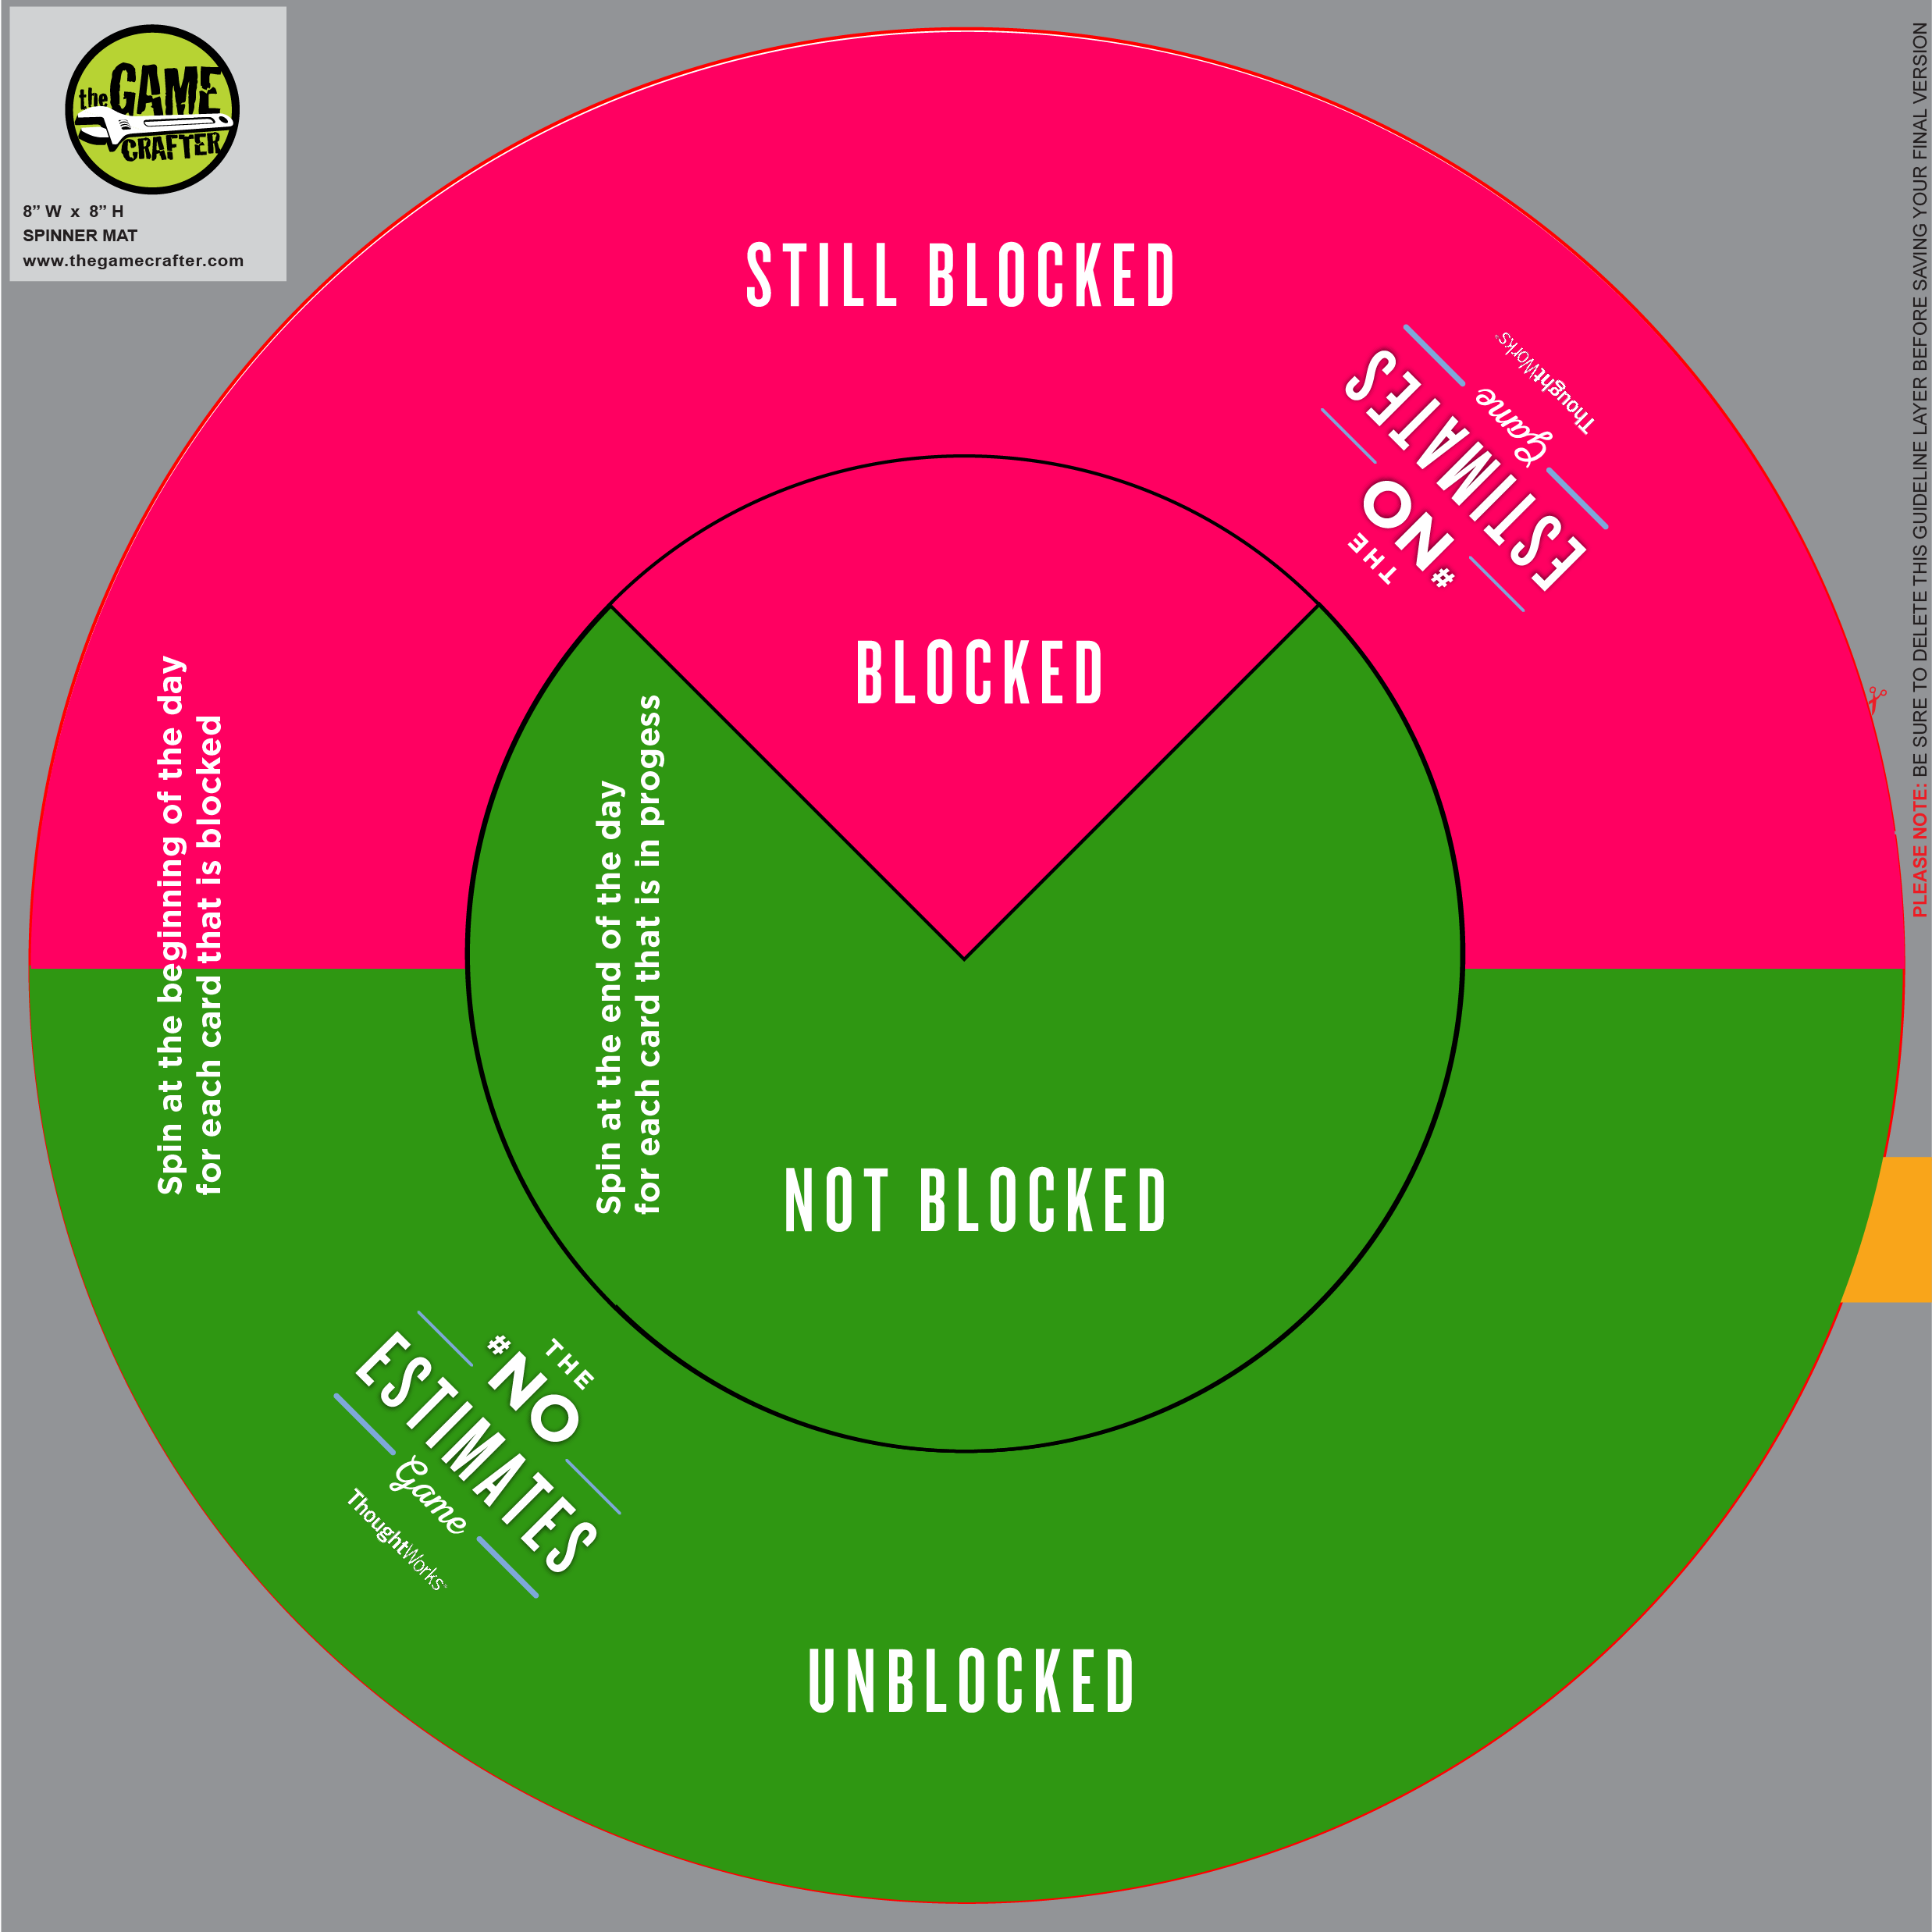 the GAME
CRAFTER
8” W x 8” H
SPINNER MAT
www.thegamecrafter.com
PLEASE NOTE: BE SURE TO DELETE THIS GUIDELINE LAYER BEFORE SAVING YOUR FINAL VERSION
STILL BLOCKED
THE
#NO
ESTIMATES
Game
ThoughtWorks®
BLOCKED
Spin at the beginning of the day
for each card that is blocked
Spin at the end of the day
for each card that is in progess
NOT BLOCKED
THE
#NO
ESTIMATES
Game
ThoughtWorks®
UNBLOCKED